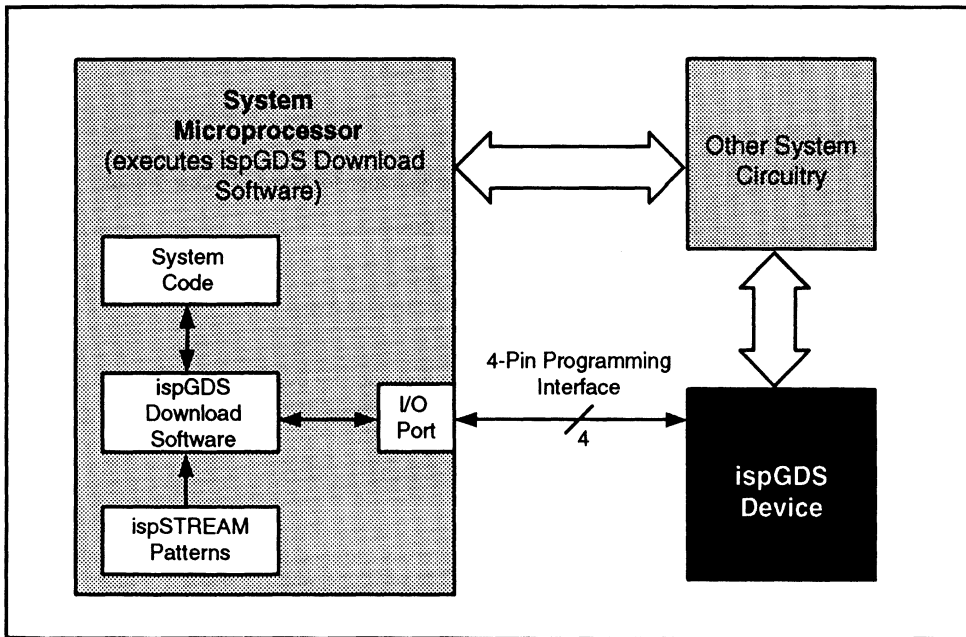 System
Microprocessor
(executes ispGDS Download
Software)
System
Code
ispGDS
Download
Software
ispSTREAM
Patterns
I/O
Port
4-Pin Programming
Interface
4
Other System
Circuitry
ispGDS
Device